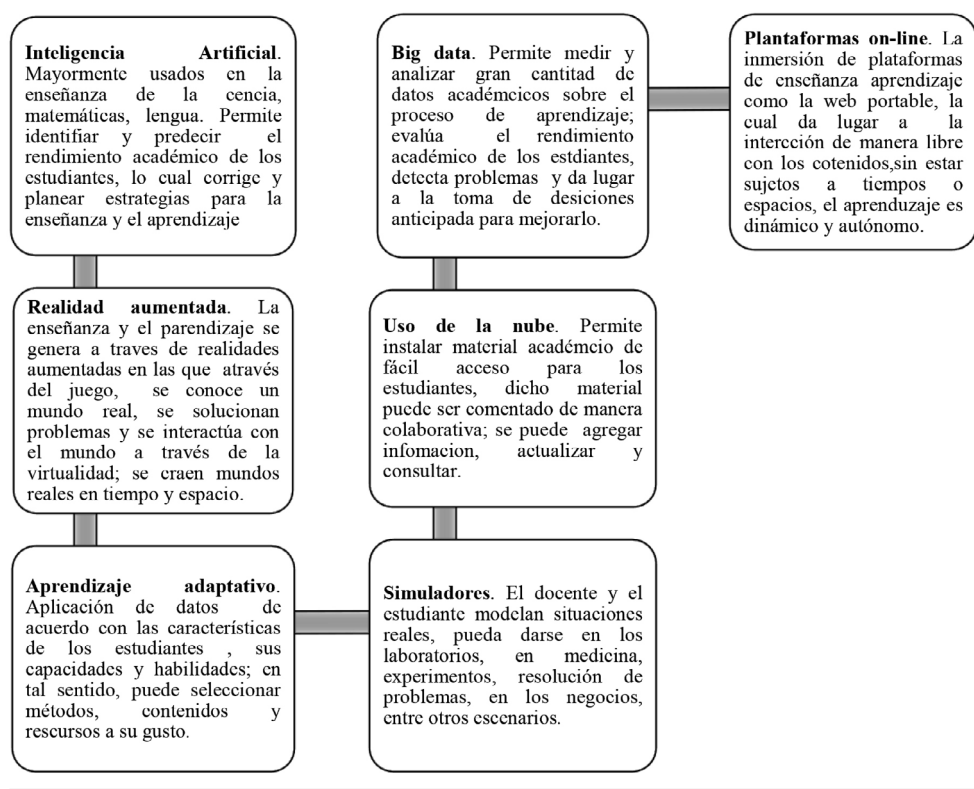 Inteligencia Artificial.
Mayormente usados en la
enseñanza de la cencia,
matemáticas, lengua. Permite
identifiar y predecir el
rendimiento académico de los
estudiantes, lo cual corrige y
planear estrategias para la
enseñanza y el aprendizaje
Realidad aumentada. La
enseñanza y el parendizaje se
genera a traves de realidades
aumentadas en las que através
del juego, se conoce un
mundo real, se solucionan
problemas y se interactúa con
el mundo a través de la
virtualidad; se craen mundos
reales en tiempo y espacio.
Aprendizaje adaptativo.
Aplicación de datos de
acuerdo con las características
de los estudiantes , sus
capacidades y habilidades; en
tal sentido, puede seleccionar
métodos, contenidos y
rescursos a su gusto.
Simuladores. El docente y el
estudiante modelan situaciones
reales, pueda darse en los
laboratorios, en medicina,
experimentos, resolución de
problemas, en los negocios,
entre otros escenarios.
Uso de la nube. Permite
instalar material académcio de
fácil acceso para los
estudiantes, dicho material
puede ser comentado de manera
colaborativa; se puede agregar
infomacion, actualizar y
consultar.
Big data. Permite medir y
analizar gran cantidad de
datos académcicos sobre el
proceso de aprendizaje;
evalúa el rendimiento
académico de los estdiantes,
detecta problemas y da lugar
a la toma de desiciones
anticipada para mejorarlo.
Plantaformas on-line. La
inmersión de plataformas
de enseñanza aprendizaje
como la web portable, la
cual da lugar a la
intercción de manera libre
con los cotenidos,sin estar
sujetos a tiempos o
espacios, el aprenduzaje es
dinámico y autónomo.